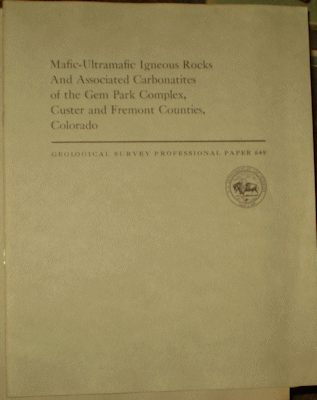 Mafic-Ultramafic Igneous Rocks
And Associated Carbonatites
of the Gem Park Complex,
Custer and Fremont Counties,
Colorado
GEOLOGICAL SURVEY PROFESSIONAL PAPER 649